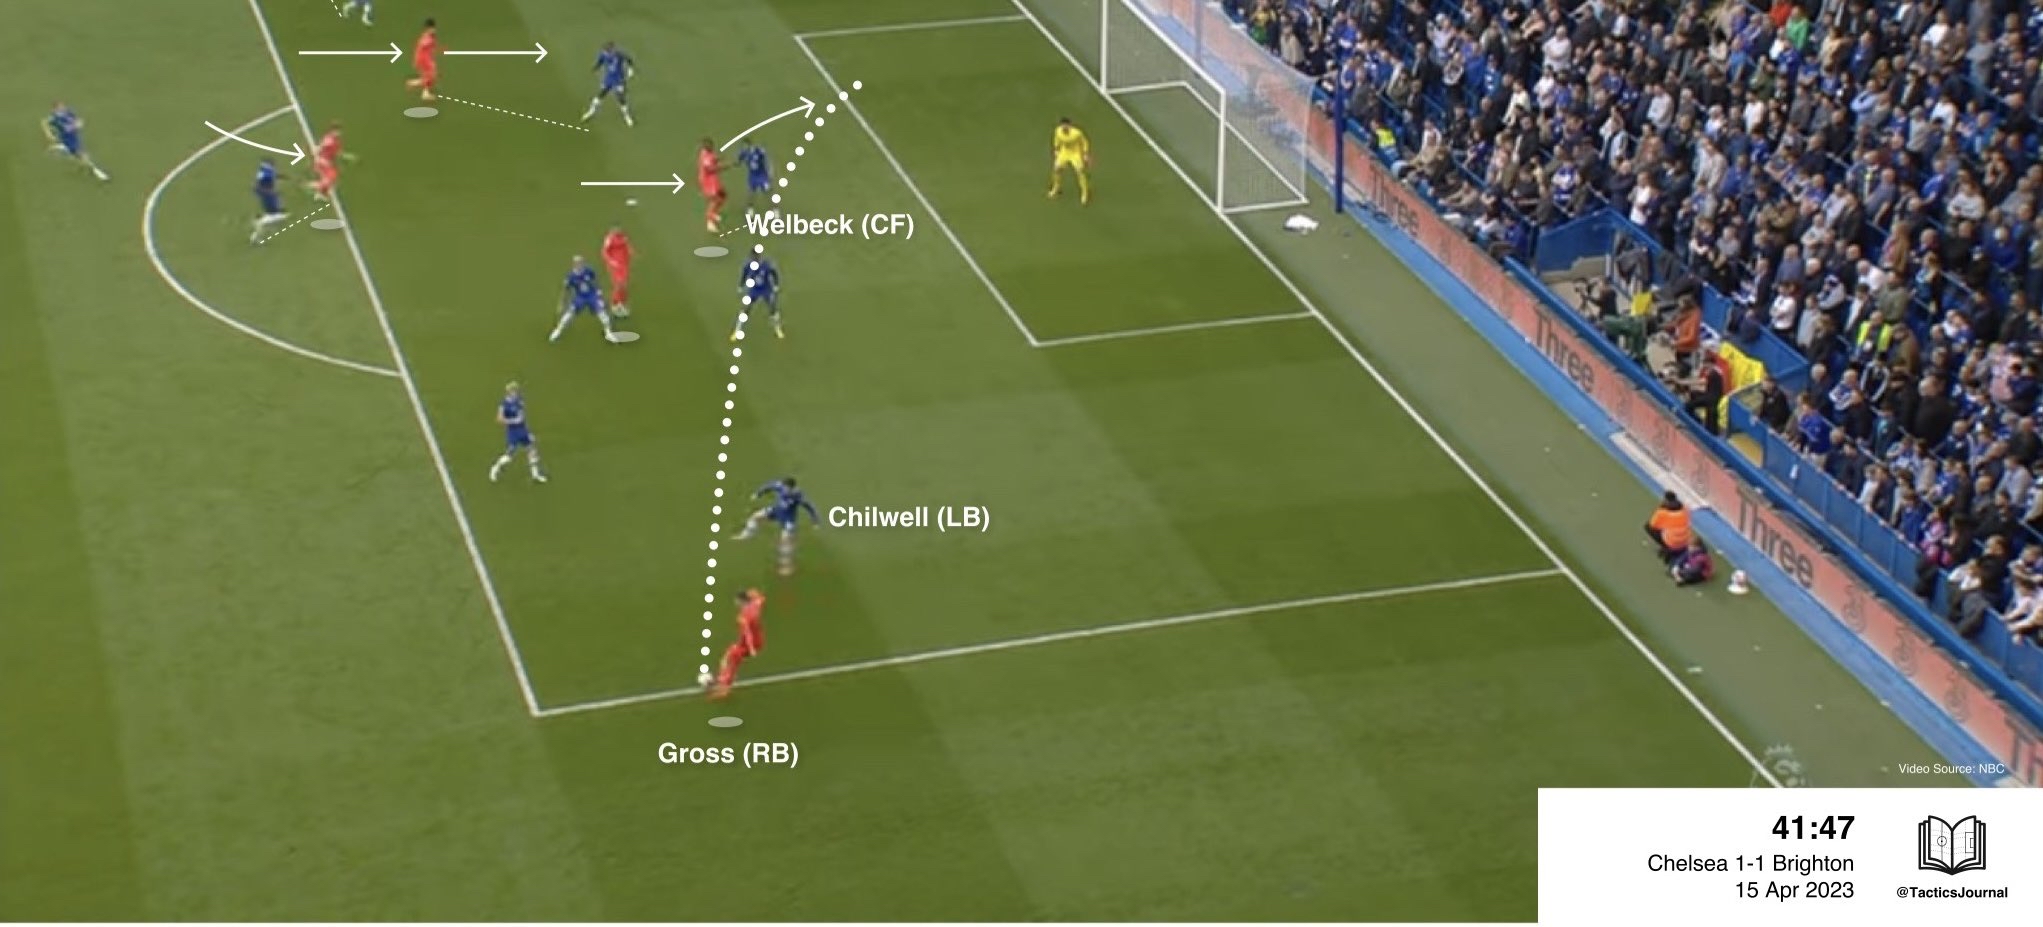 Three
Welbeck (CF)
Three
Chilwell (LB)
Three
Gross (RB)
Video Source: NBC
41:47
Chelsea 1-1 Brighton
15 Apr 2023
@TacticsJournal